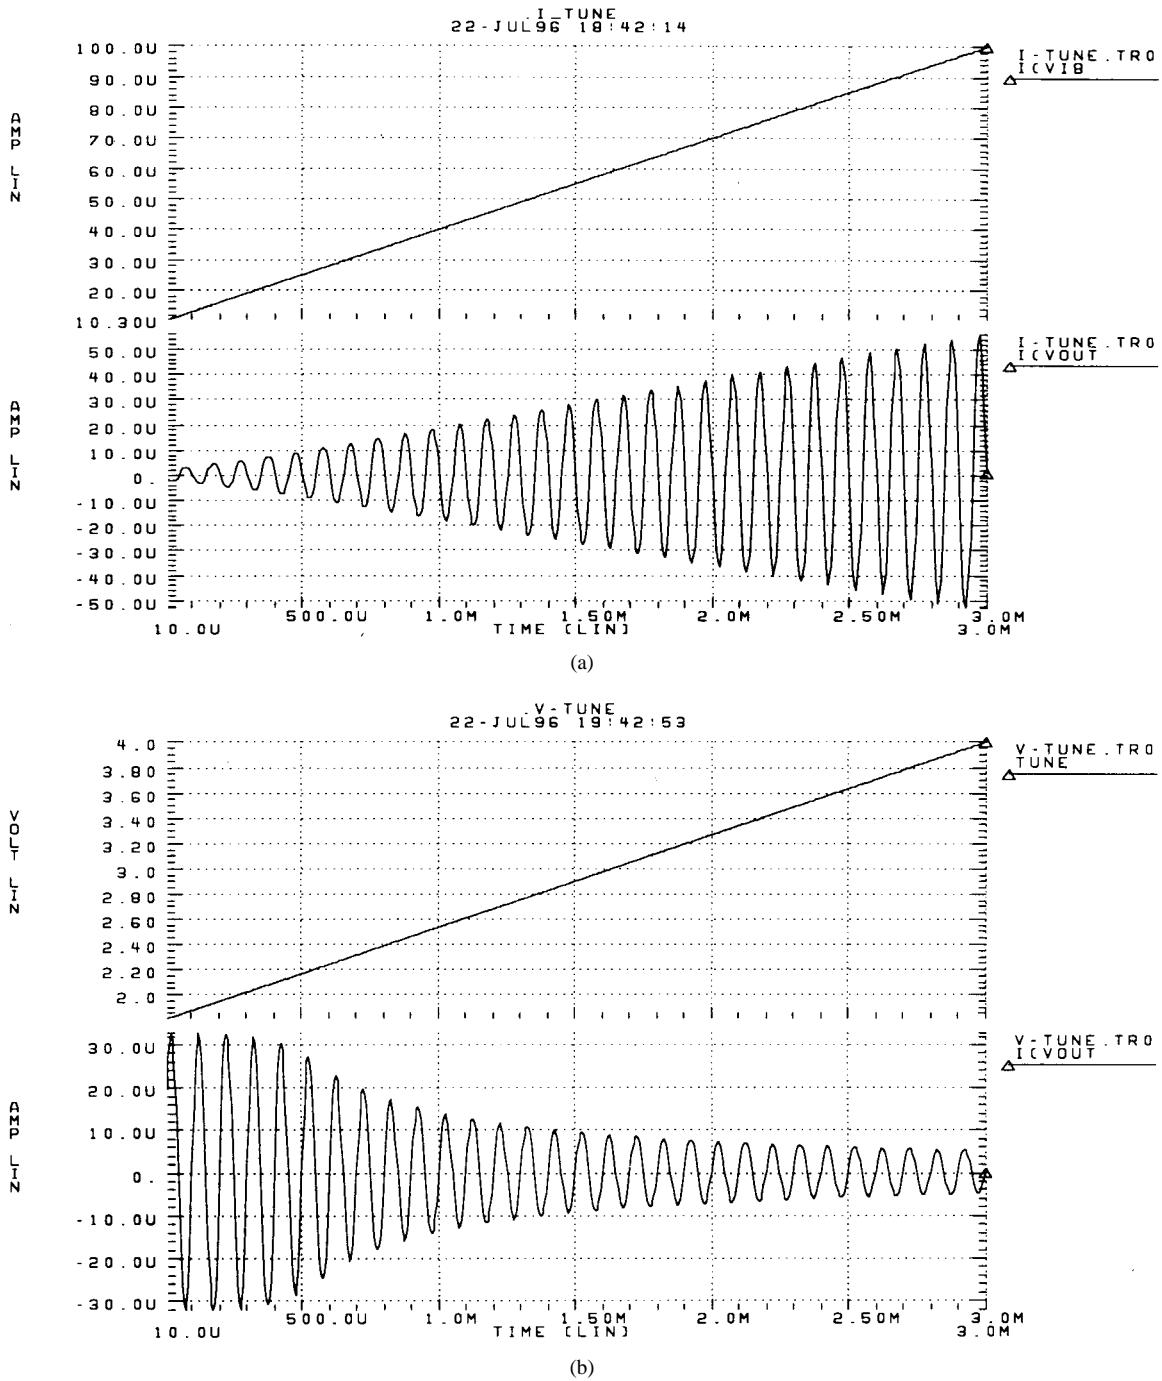 .I_TUNE
22-JUL96 18:42:14
100.0U
90.0U
80.0U
70.0U
60.0U
50.0U
40.0U
30.0U
20.0U
10.30U
AMP LIN
I-TUNE.TR0
I(VIB
50.0U
40.0U
30.0U
20.0U
10.0U
0.
-10.0U
-20.0U
-30.0U
-40.0U
-50.0U
AMP LIN
I-TUNE.TR0
I(VOUT
500.0U 1.0M 1.50M 2.0M 2.50M 3.0M
10.0U TIME (LIN) 3.0M
(a)
.V-TUNE
22-JUL96 19:42:53
4.0
3.80
3.60
3.40
3.20
3.0
2.80
2.60
2.40
2.20
2.0
VOLT LIN
V-TUNE.TR0
TUNE
30.0U
20.0U
10.0U
0.
-10.0U
-20.0U
-30.0U
AMP LIN
V-TUNE.TR0
I(VOUT
500.0U 1.0M 1.50M 2.0M 2.50M 3.0M
10.0U TIME (LIN) 3.0M
(b)